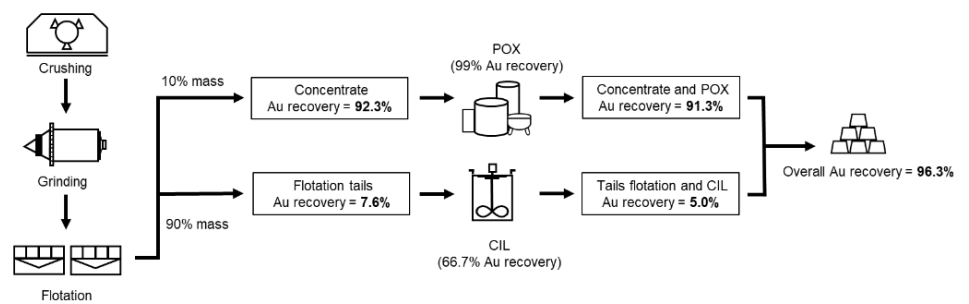 Crushing
Grinding
Flotation
10% mass
90% mass
Concentrate
Au recovery = 92.3%
POX
(99% Au recovery)
Concentrate and POX
Au recovery = 91.3%
Flotation tails
Au recovery = 7.6%
CIL
(66.7% Au recovery)
Tails flotation and CIL
Au recovery = 5.0%
Overall Au recovery = 96.3%